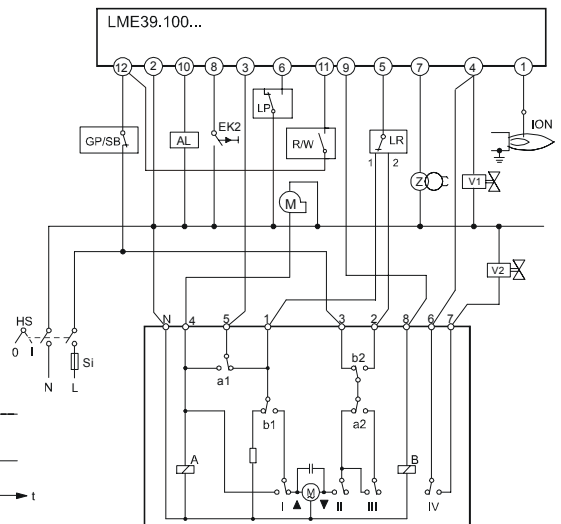 LME39.100...
12 2 10 8 3 6 11 9 5 7 4 1
EK2
LP
ION
GP/SB
AL
R/W
LR
1 2
Z
V1
M
V2
HS
0 I
Si
N L
N 4 5 1 3 2 8 6 7
a1
b2
b1
a2
A
B
M
I II III IV
t